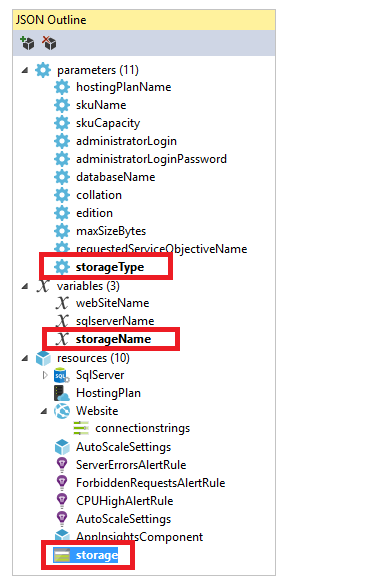 JSON Outline
parameters (11)
hostingPlanName
skuName
skuCapacity
administratorLogin
administratorLoginPassword
databaseName
collation
edition
maxSizeBytes
requestedServiceObjectiveName
storageType
variables (3)
webSiteName
sqlserverName
storageName
resources (10)
SqlServer
HostingPlan
Website
connectionstrings
AutoScaleSettings
ServerErrorsAlertRule
ForbiddenRequestsAlertRule
CPUHighAlertRule
AutoScaleSettings
AppInsightsComponent
storage